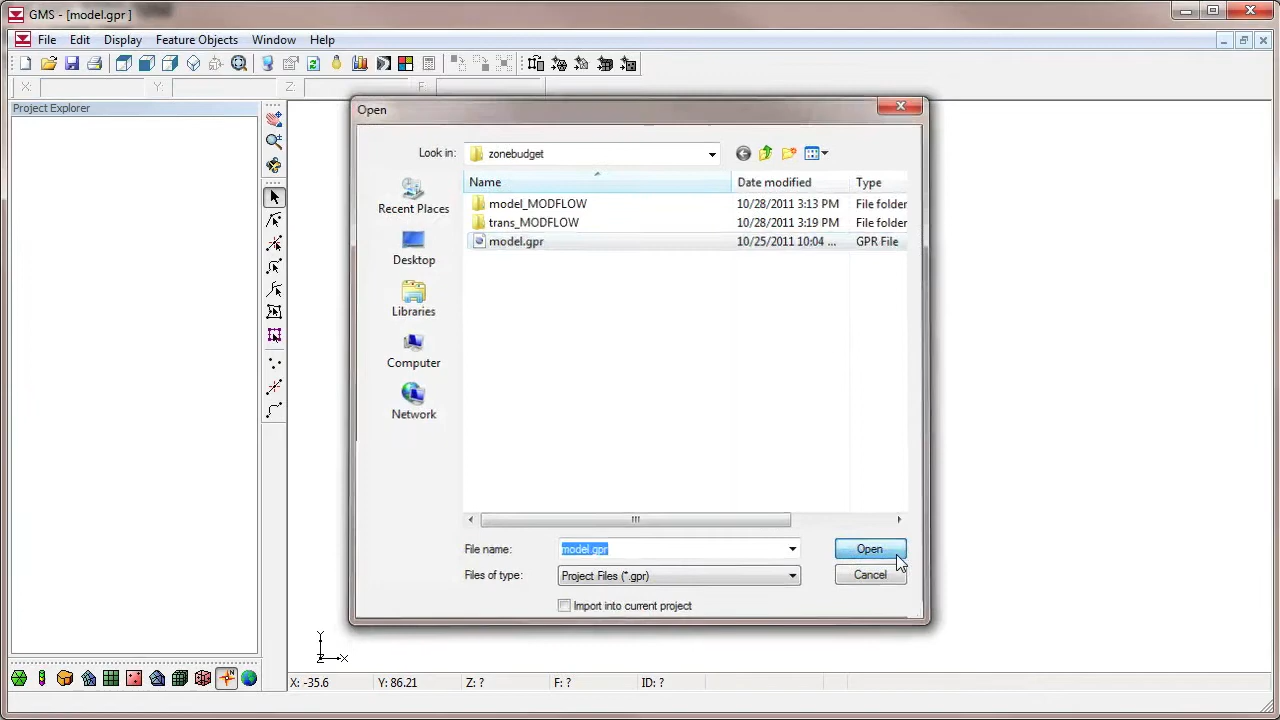 GMS - [model.gpr ]
File Edit Display Feature Objects Window Help
X: Y: Z: F:
Project Explorer
Open
Look in: zonebudget
Name Date modified Type
model_MODFLOW 10/28/2011 3:13 PM File folder
trans_MODFLOW 10/28/2011 3:19 PM File folder
model.gpr 10/25/2011 10:04 ... GPR File
Recent Places
Desktop
Libraries
Computer
Network
File name: model.gpr Open
Files of type: Project Files (*.gpr) Cancel
Import into current project
Y
Z X
X: -35.6 Y: 86.21 Z: ? F: ? ID: ?